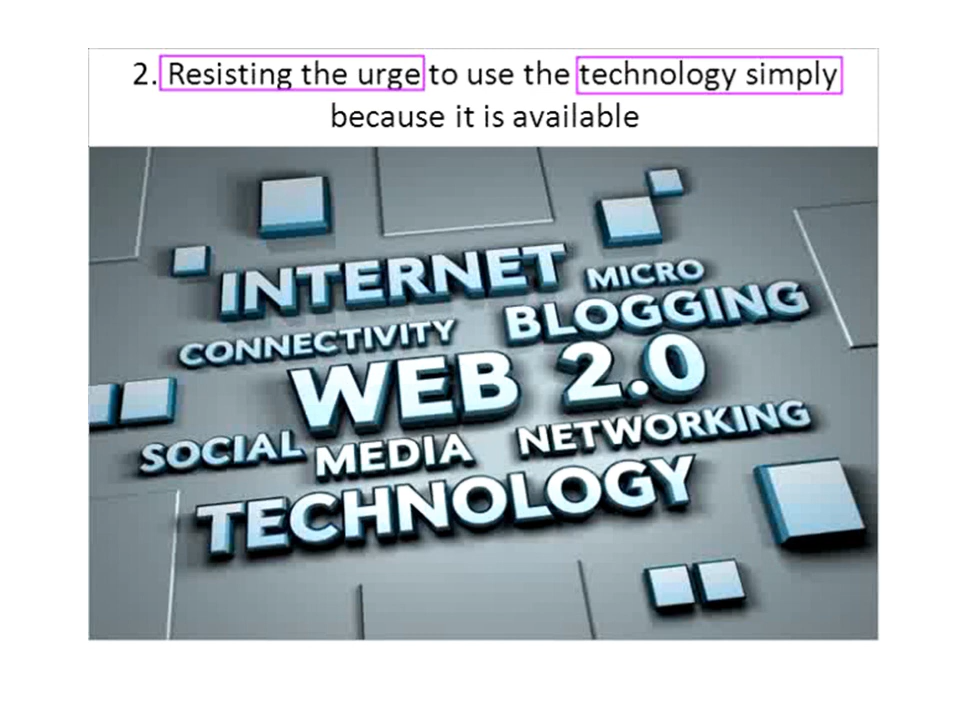 2. Resisting the urge to use the technology simply
because it is available
INTERNET
MICRO
BLOGGING
CONNECTIVITY
WEB 2.0
SOCIAL MEDIA
NETWORKING
TECHNOLOGY